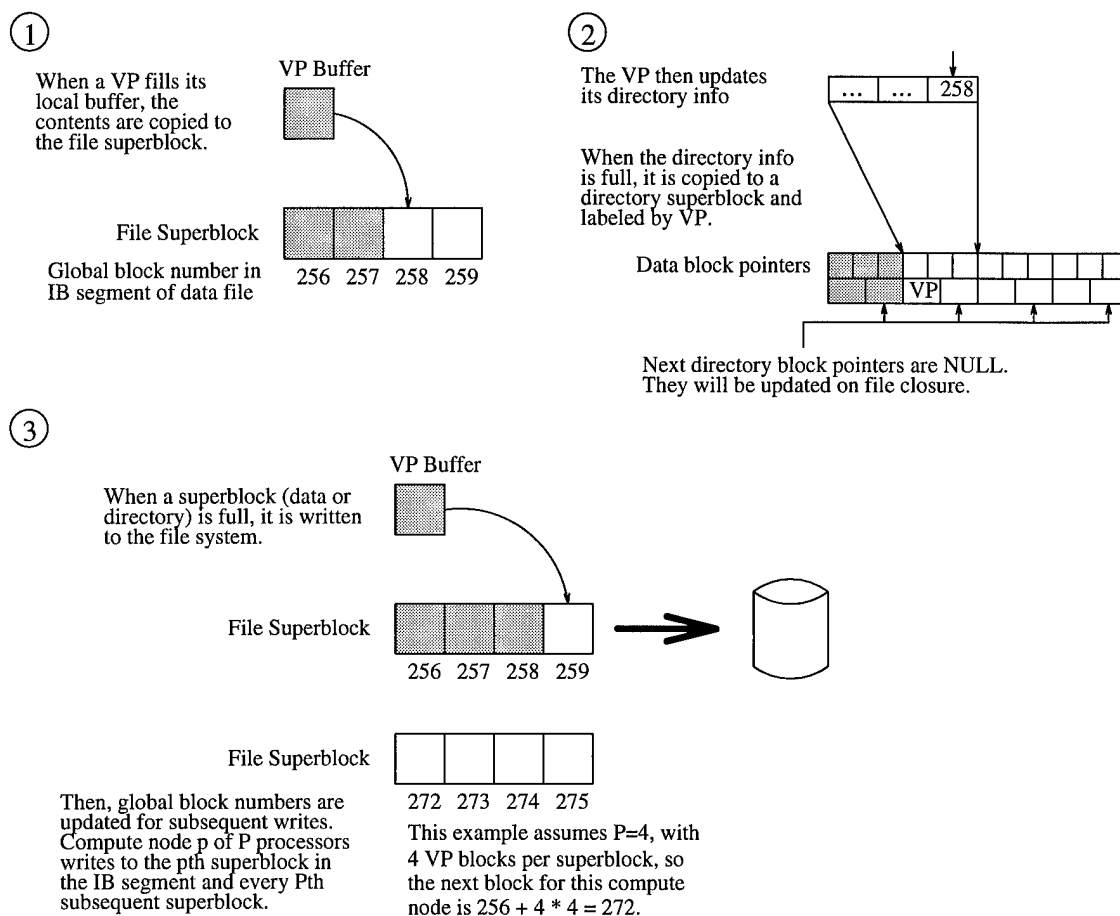 1
When a VP fills its
local buffer, the
contents are copied to
the file superblock.
VP Buffer
File Superblock
256 257 258 259
Global block number in
IB segment of data file
2
The VP then updates
its directory info
... ... 258
When the directory info
is full, it is copied to a
directory superblock and
labeled by VP.
Data block pointers
VP
Next directory block pointers are NULL.
They will be updated on file closure.
3
VP Buffer
When a superblock (data or
directory) is full, it is written
to the file system.
File Superblock
256 257 258 259
File Superblock
272 273 274 275
Then, global block numbers are
updated for subsequent writes.
Compute node p of P processors
writes to the pth superblock in
the IB segment and every Pth
subsequent superblock.
This example assumes P=4, with
4 VP blocks per superblock, so
the next block for this compute
node is 256 + 4 * 4 = 272.